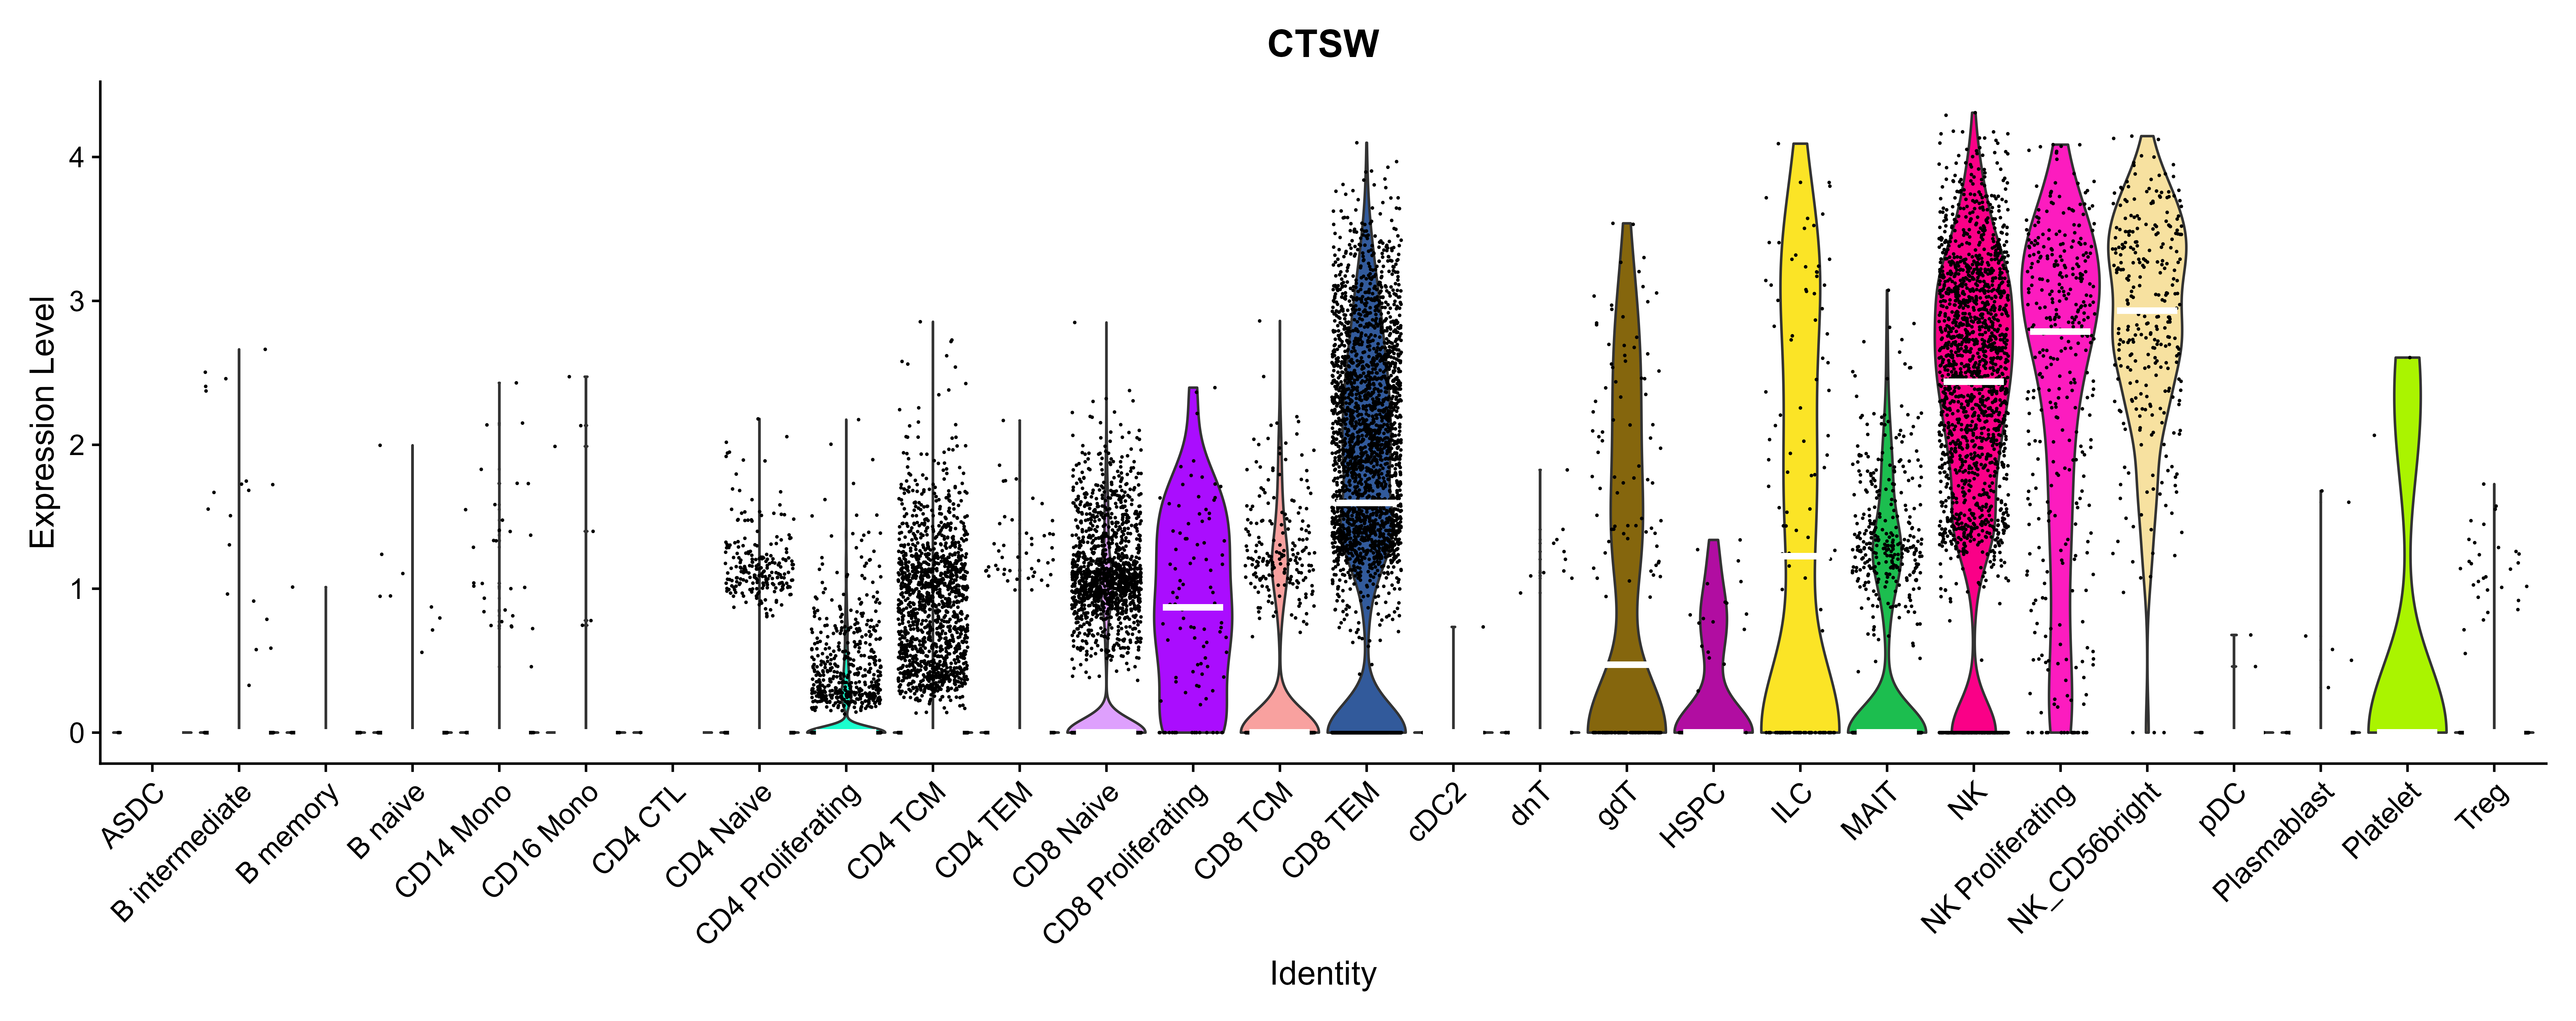 CTSW
Expression Level
4
3
2
1
0
ASDC
B intermediate
B memory
B naive
CD14 Mono
CD16 Mono
CD4 CTL
CD4 Naive
CD4 Proliferating
CD4 TCM
CD4 TEM
CD8 Naive
CD8 Proliferating
CD8 TCM
CD8 TEM
cDC2
dnT
gdT
HSPC
ILC
MAIT
NK
NK Proliferating
NK_CD56bright
pDC
Plasmablast
Platelet
Treg
Identity